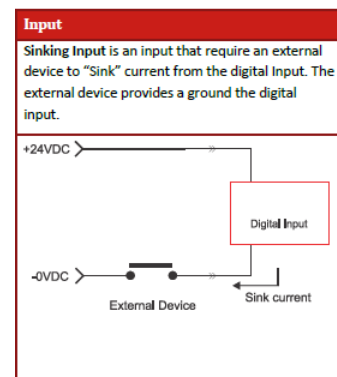 Input
Sinking Input is an input that require an external
device to “Sink” current from the digital Input. The
external device provides a ground the digital
input.
+24VDC
Digital Input
-0VDC
External Device
Sink current